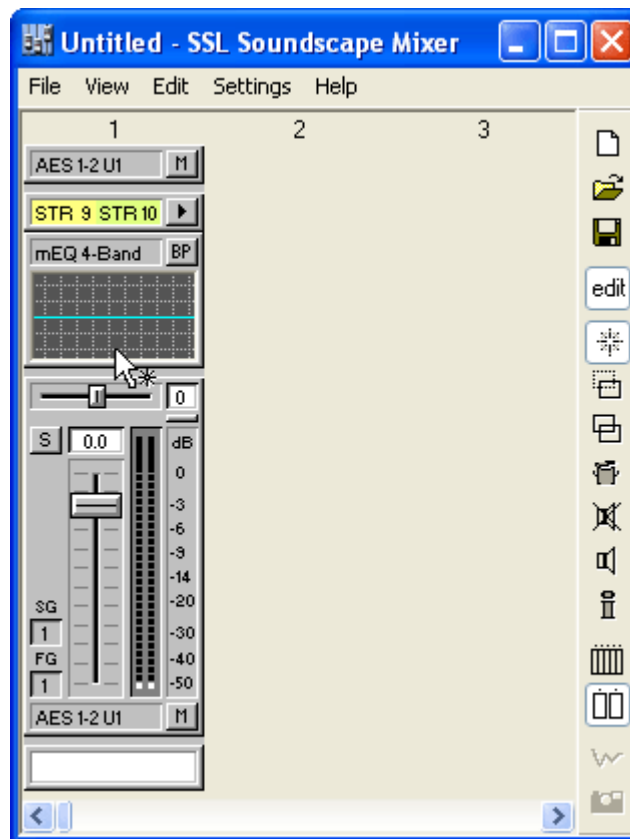 Untitled - SSL Soundscape Mixer
File View Edit Settings Help
1 2 3
AES 1-2 U1 M
STR 9 STR 10
mEQ 4-Band BP
edit
0
S 0.0 dB
0
-3
-6
-9
-14
-20
SG
1 -30
FG -40
1 -50
AES 1-2 U1 M